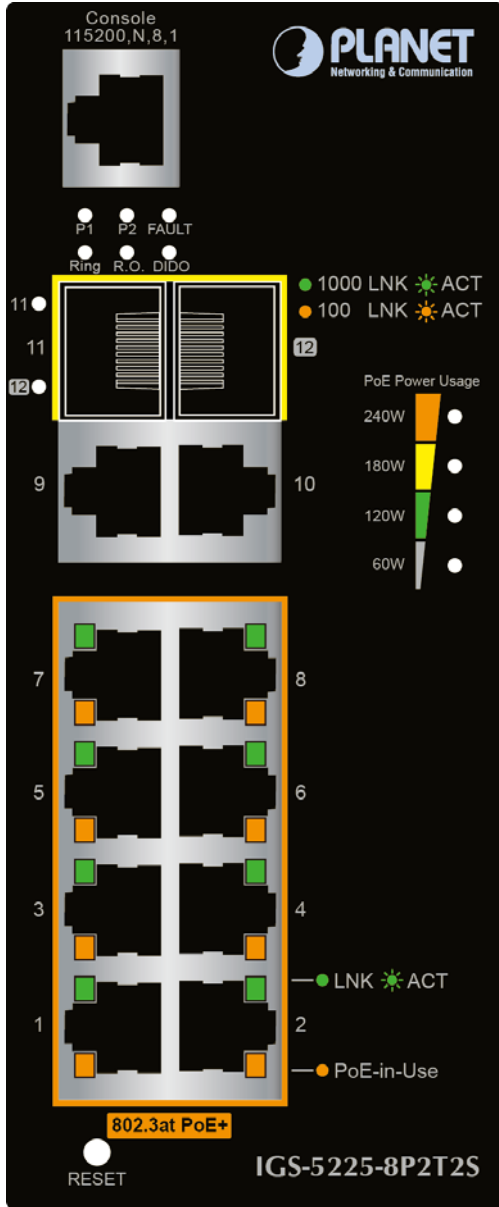 Console
115200,N,8,1
PLANET
Networking & Communication
P1 P2 FAULT
Ring R.O. DIDO
11
11
12
12
1000 LNK ACT
100 LNK ACT
PoE Power Usage
240W
180W
120W
60W
9
10
7
8
5
6
3
4
1
2
LNK ACT
PoE-in-Use
802.3at PoE+
RESET
IGS-5225-8P2T2S